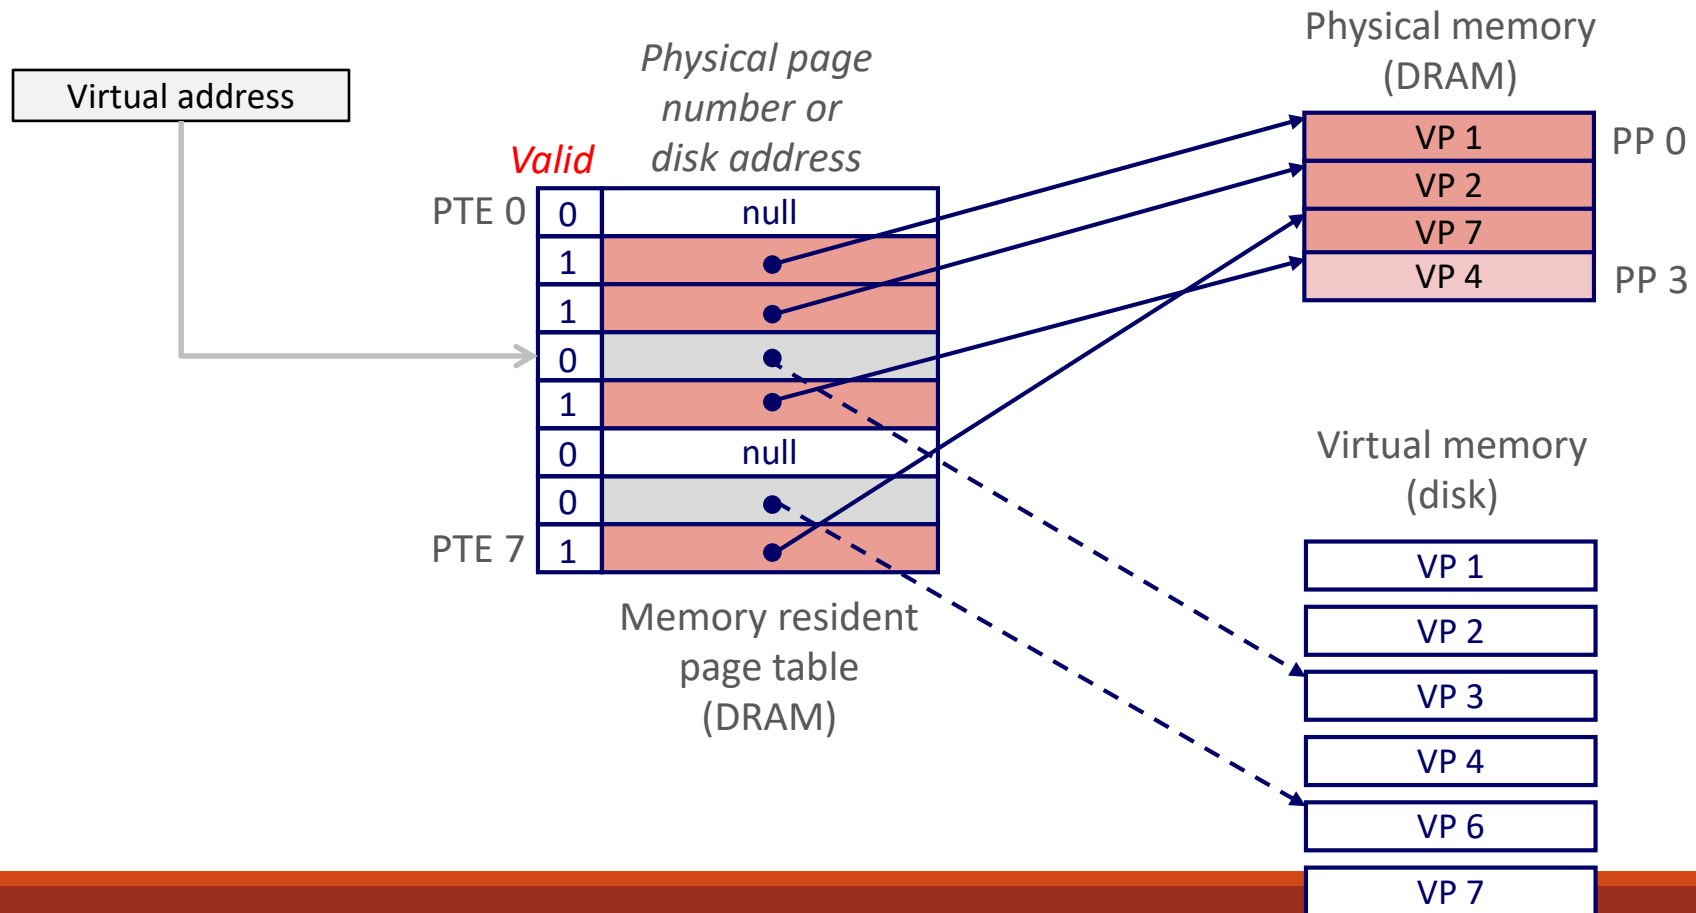 Virtual address
Physical page
number or
disk address
Valid
PTE 0
0
null
1
1
0
1
0
null
0
PTE 7
1
Memory resident
page table
(DRAM)
Physical memory
(DRAM)
VP 1
PP 0
VP 2
VP 7
VP 4
PP 3
Virtual memory
(disk)
VP 1
VP 2
VP 3
VP 4
VP 6
VP 7